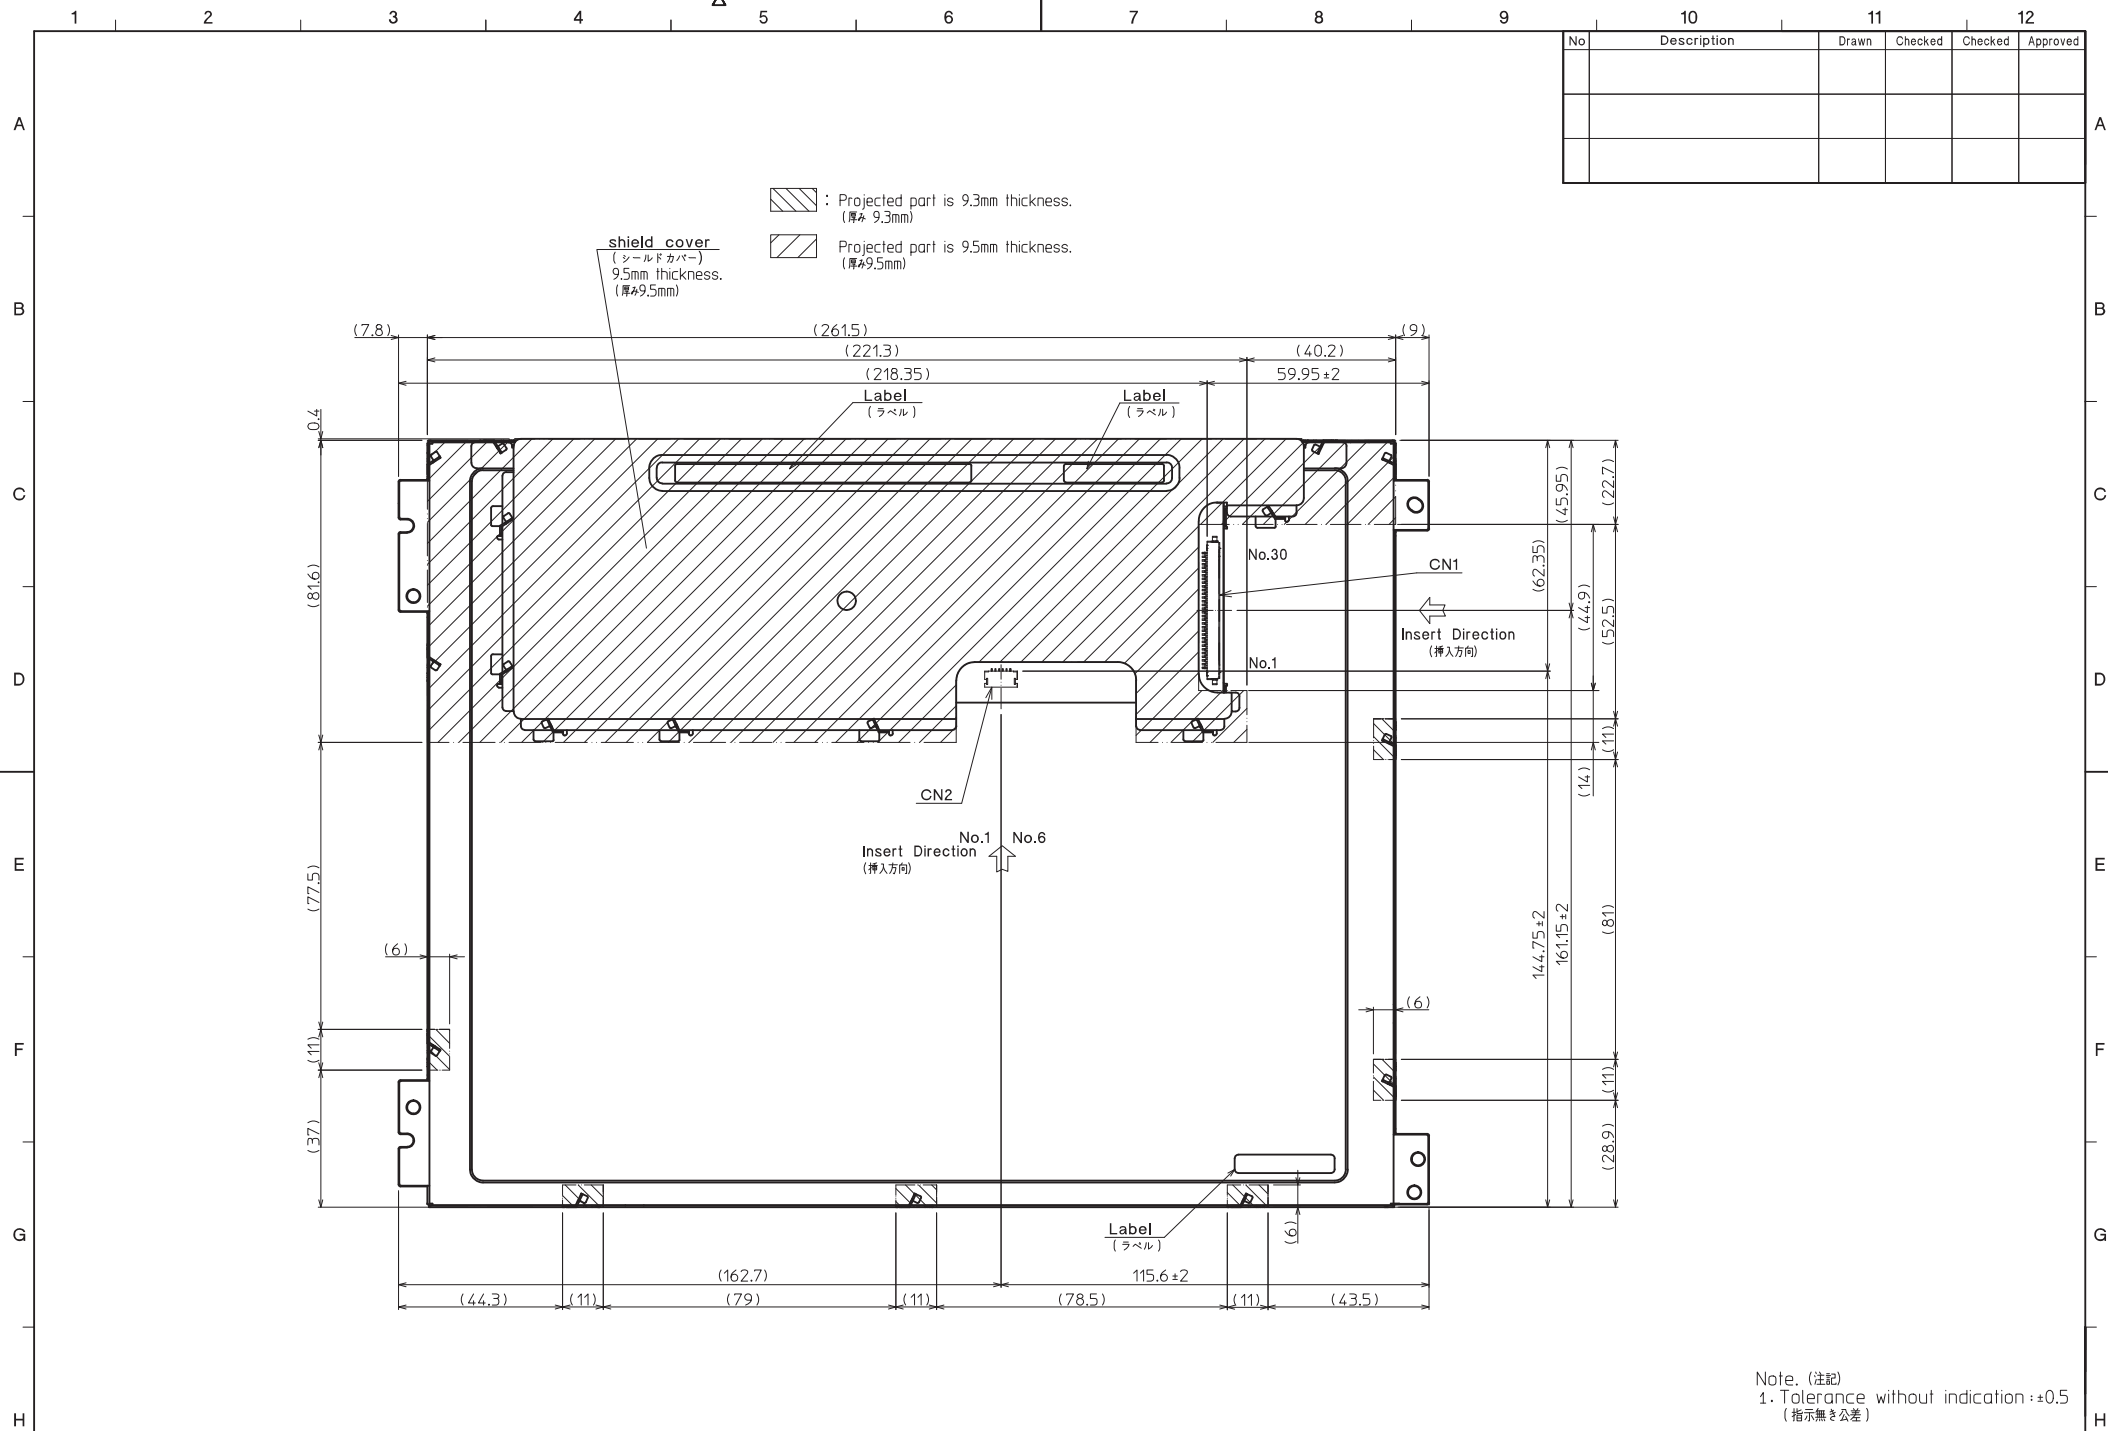 1 2 3 4 5 6 7 8 9 10 11 12
No Description Drawn Checked Checked Approved
A A
: Projected part is 9.3mm thickness.
(厚み 9.3mm)
Projected part is 9.5mm thickness.
(厚み9.5mm)
shield cover
(シールドカバー)
9.5mm thickness.
(厚み9.5mm)
B B
(7.8) (261.5) (9)
(221.3) (40.2)
(218.35) 59.95±2
Label
(ラベル)
Label
(ラベル)
0.4
C C
(45.95)
(22.7)
(62.35)
(44.9)
(52.5)
(81.6)
No.30
CN1
Insert Direction
(挿入方向)
No.1
D D
(11)
(14)
CN2
No.1 No.6
Insert Direction
(挿入方向)
E E
(77.5)
(6)
144.75±2
161.15±2
(81)
(6)
F F
(11)
(11)
(37)
(28.9)
Label
(ラベル)
(6)
G G
(162.7) 115.6±2
(44.3) (11) (79) (11) (78.5) (11) (43.5)
Note. (注記)
1. Tolerance without indication:±0.5
(指示無き公差)
H H